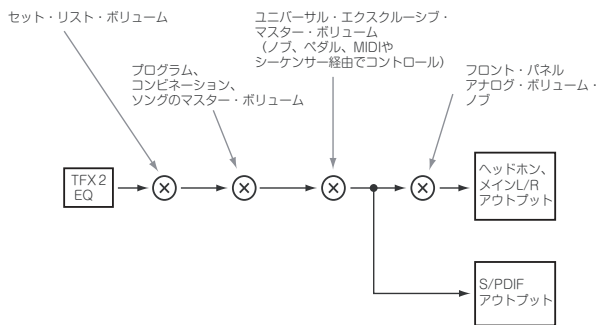 セット・リスト・ボリューム
プログラム、
コンビネーション、
ソングのマスター・ボリューム
ユニバーサル・エクスクルーシブ・
マスター・ボリューム
（ノブ、ペダル、MIDIや
シーケンサー経由でコントロール）
フロント・パネル
アナログ・ボリューム・
ノブ
TFX2
EQ
ヘッドホン、
メインL/R
アウトプット
S/PDIF
アウトプット